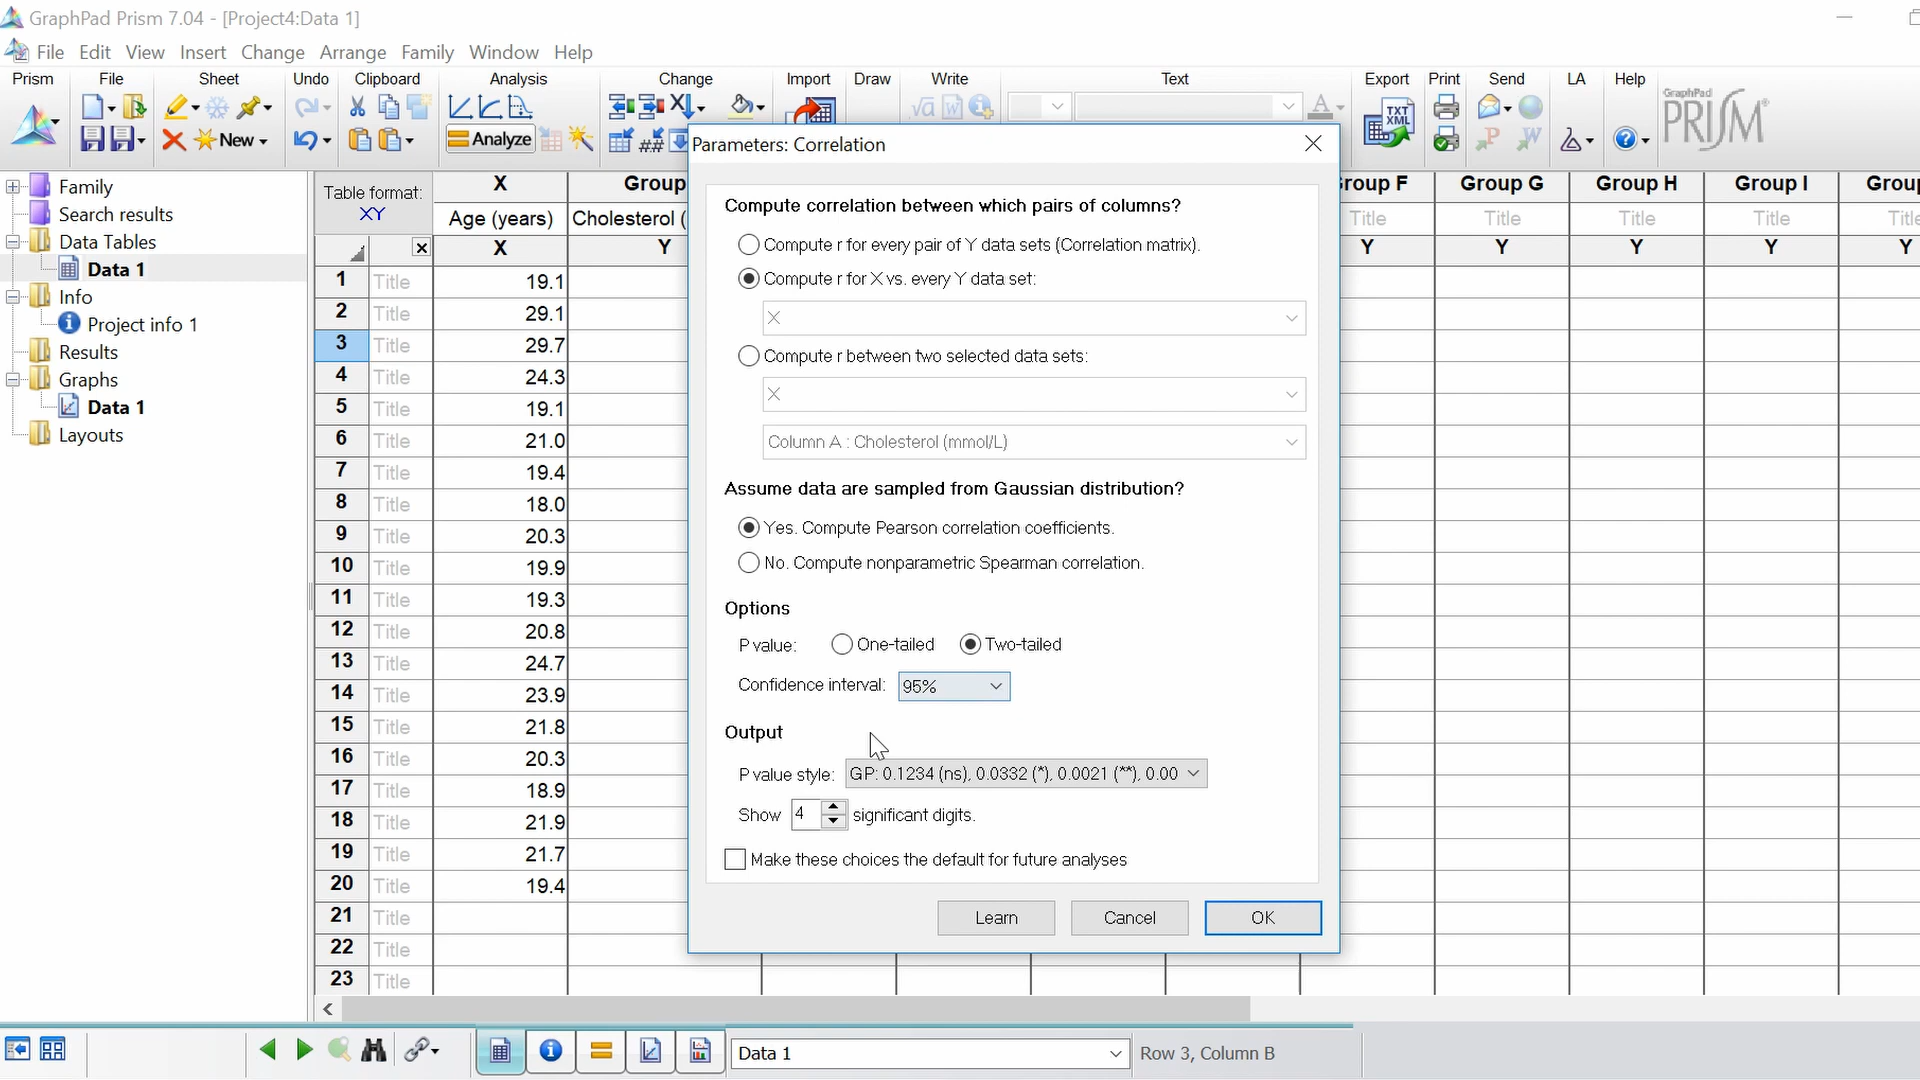 GraphPad Prism 7.04 - [Project4:Data 1]
File Edit View Insert Change Arrange Family Window Help
Prism File Sheet Undo Clipboard Analysis Change Import Draw Write Text Export Print Send LA Help
New
Analyze
TXT
XML
GraphPad
PRISM
Parameters: Correlation
Family
Search results
Data Tables
Data 1
Info
Project info 1
Results
Graphs
Data 1
Layouts
Table format: X Group F Group G Group H Group I
XY Age (years) Cholesterol ( Title Title Title Title
X Y Y Y Y Y Y
1 Title 19.1
2 Title 29.1
3 Title 29.7
4 Title 24.3
5 Title 19.1
6 Title 21.0
7 Title 19.4
8 Title 18.0
9 Title 20.3
10 Title 19.9
11 Title 19.3
12 Title 20.8
13 Title 24.7
14 Title 23.9
15 Title 21.8
16 Title 20.3
17 Title 18.9
18 Title 21.9
19 Title 21.7
20 Title 19.4
21 Title
22 Title
23 Title
Compute correlation between which pairs of columns?
Compute r for every pair of Y data sets (Correlation matrix).
Compute r for X vs. every Y data set:
X
Compute r between two selected data sets:
X
Column A : Cholesterol (mmol/L)
Assume data are sampled from Gaussian distribution?
Yes. Compute Pearson correlation coefficients.
No. Compute nonparametric Spearman correlation.
Options
P value: One-tailed Two-tailed
Confidence interval: 95%
Output
P value style: GP: 0.1234 (ns), 0.0332 (*), 0.0021 (**), 0.00
Show 4 significant digits.
Make these choices the default for future analyses
Learn Cancel OK
Data 1 Row 3, Column B